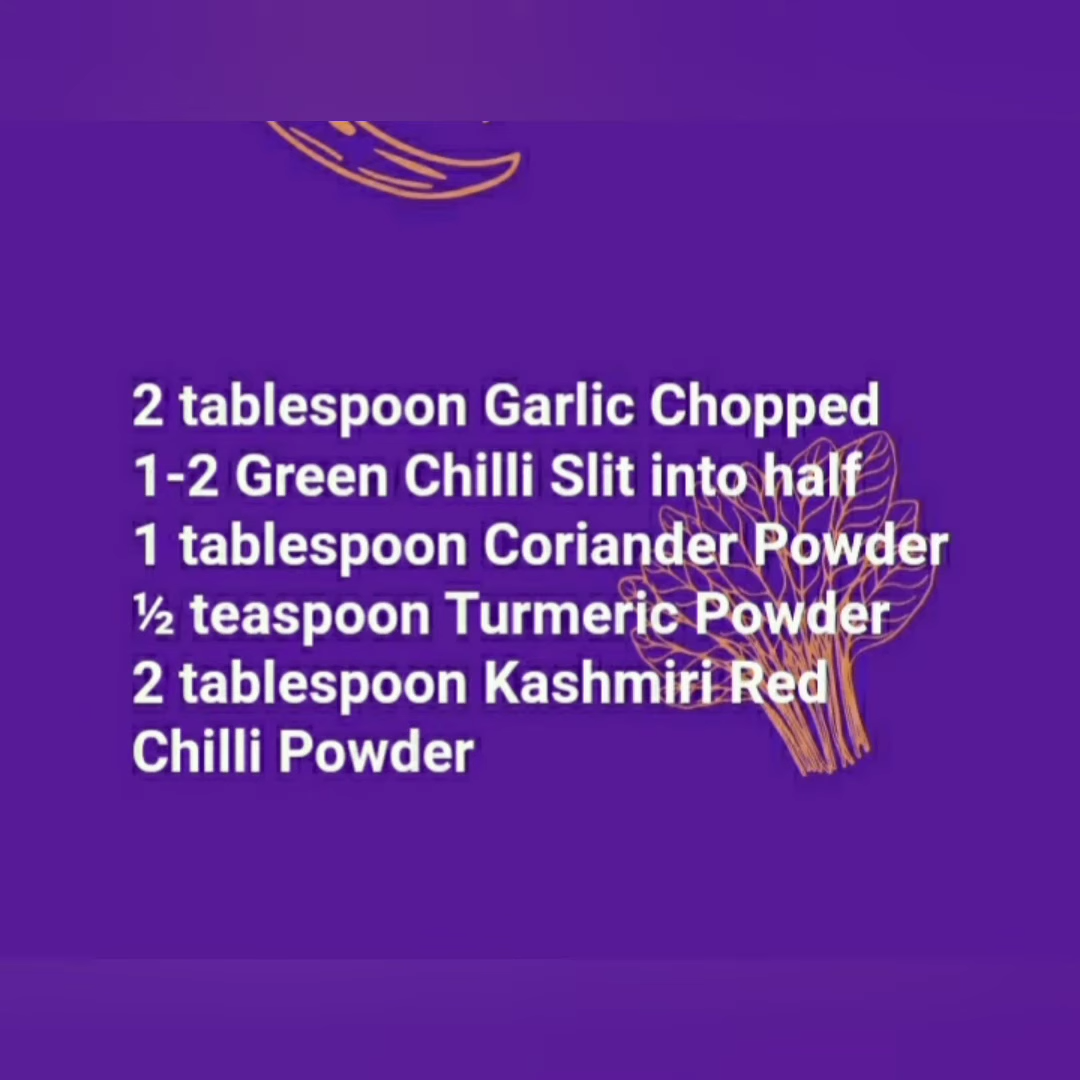 2 tablespoon Garlic Chopped
1-2 Green Chilli Slit into half
1 tablespoon Coriander Powder
½ teaspoon Turmeric Powder
2 tablespoon Kashmiri Red
Chilli Powder